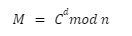 M = C^d mod n